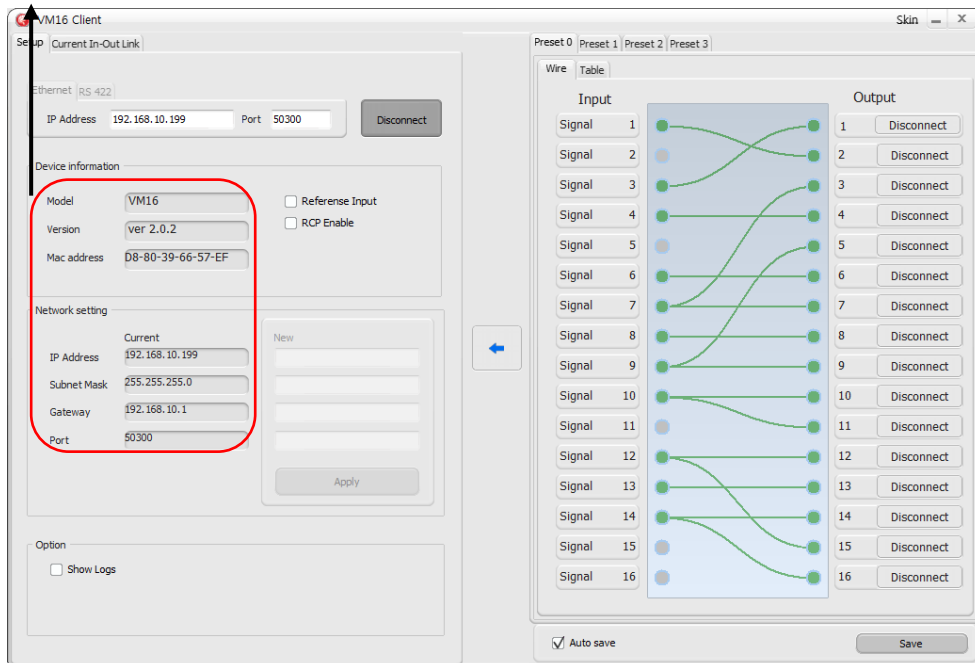 VM16 Client
Skin
Setup Current In-Out Link
Ethernet RS 422
IP Address 192.168.10.199 Port 50300 Disconnect
Device information
Model VM16
Version ver 2.0.2
Mac address D8-80-39-66-57-EF
Referense Input
RCP Enable
Network setting
Current New
IP Address 192.168.10.199
Subnet Mask 255.255.255.0
Gateway 192.168.10.1
Port 50300
Apply
Option
Show Logs
Preset 0 Preset 1 Preset 2 Preset 3
Wire Table
Input Output
Signal 1 1 Disconnect
Signal 2 2 Disconnect
Signal 3 3 Disconnect
Signal 4 4 Disconnect
Signal 5 5 Disconnect
Signal 6 6 Disconnect
Signal 7 7 Disconnect
Signal 8 8 Disconnect
Signal 9 9 Disconnect
Signal 10 10 Disconnect
Signal 11 11 Disconnect
Signal 12 12 Disconnect
Signal 13 13 Disconnect
Signal 14 14 Disconnect
Signal 15 15 Disconnect
Signal 16 16 Disconnect
Auto save Save